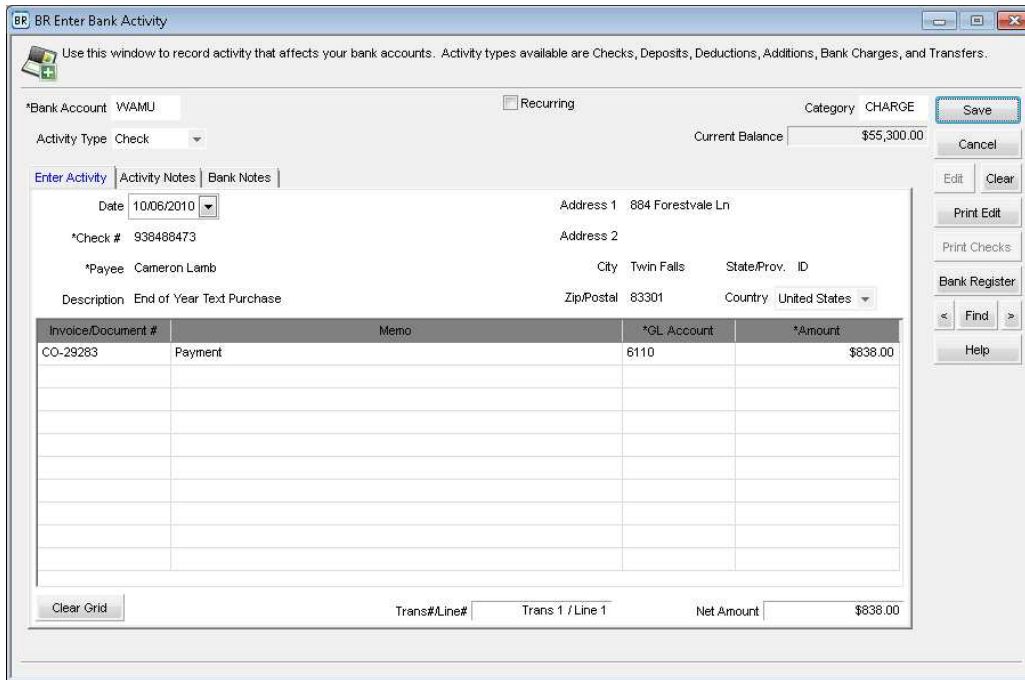 BR BR Enter Bank Activity
Use this window to record activity that affects your bank accounts. Activity types available are Checks, Deposits, Deductions, Additions, Bank Charges, and Transfers.
*Bank Account WAMU Recurring Category CHARGE Save
Activity Type Check Current Balance $55,300.00 Cancel
Enter Activity Activity Notes Bank Notes Edit Clear
Date 10/06/2010 Address 1 884 Forestvale Ln Print Edit
*Check # 938488473 Address 2 Print Checks
*Payee Cameron Lamb City Twin Falls State/Prov. ID Bank Register
Description End of Year Text Purchase Zip/Postal 83301 Country United States < Find >
Invoice/Document # Memo *GL Account *Amount
CO-29283 Payment 6110 $838.00 Help
Clear Grid Trans#/Line# Trans 1 / Line 1 Net Amount $838.00